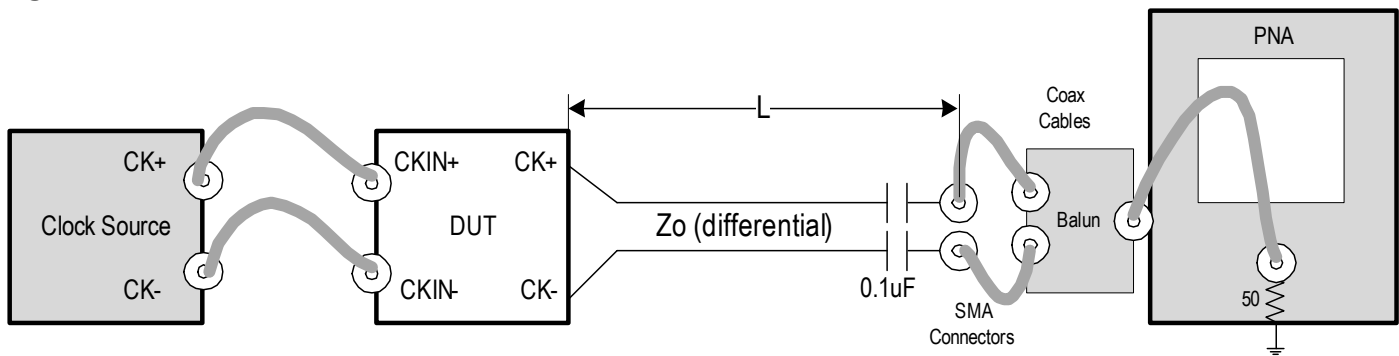 PNA
L
Coax
Cables
CK+
CKIN+
CK+
Clock Source
DUT
Zo (differential)
Balun
CK-
CKIN-
CK-
0.1uF
50
SMA
Connectors